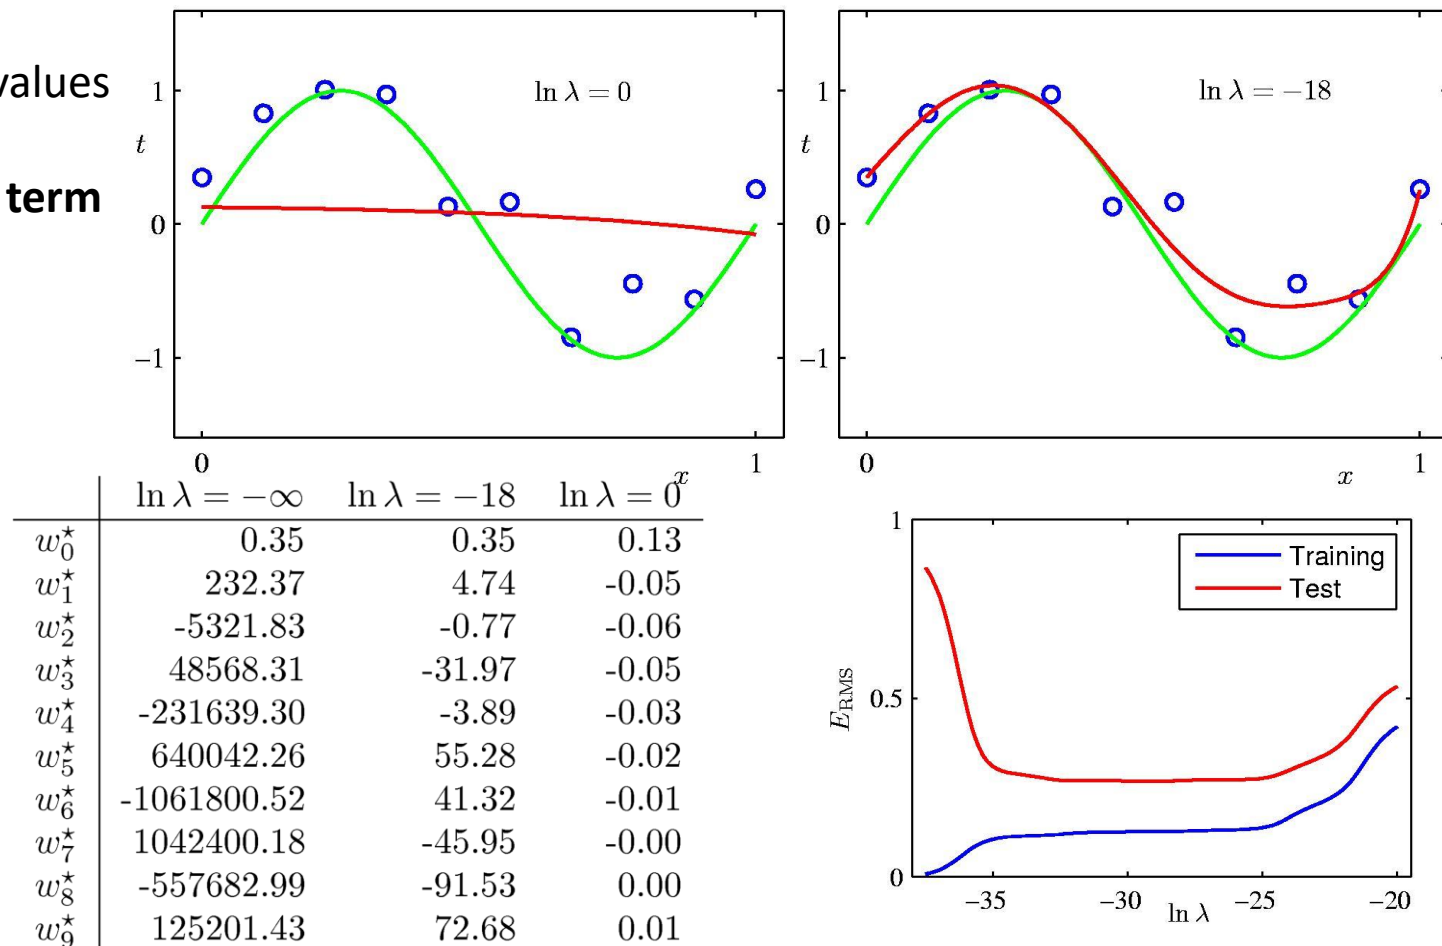 values
term
1
t
0
−1
0
x
1
ln λ = 0
1
t
0
−1
0
x
1
ln λ = −18
ln λ = −∞ ln λ = −18 ln λ = 0
w₀⋆ 0.35 0.35 0.13
w₁⋆ 232.37 4.74 -0.05
w₂⋆ -5321.83 -0.77 -0.06
w₃⋆ 48568.31 -31.97 -0.05
w₄⋆ -231639.30 -3.89 -0.03
w₅⋆ 640042.26 55.28 -0.02
w₆⋆ -1061800.52 41.32 -0.01
w₇⋆ 1042400.18 -45.95 -0.00
w₈⋆ -557682.99 -91.53 0.00
w₉⋆ 125201.43 72.68 0.01
1
Training
Test
E_RMS
0.5
0
−35 −30 −25 −20
ln λ